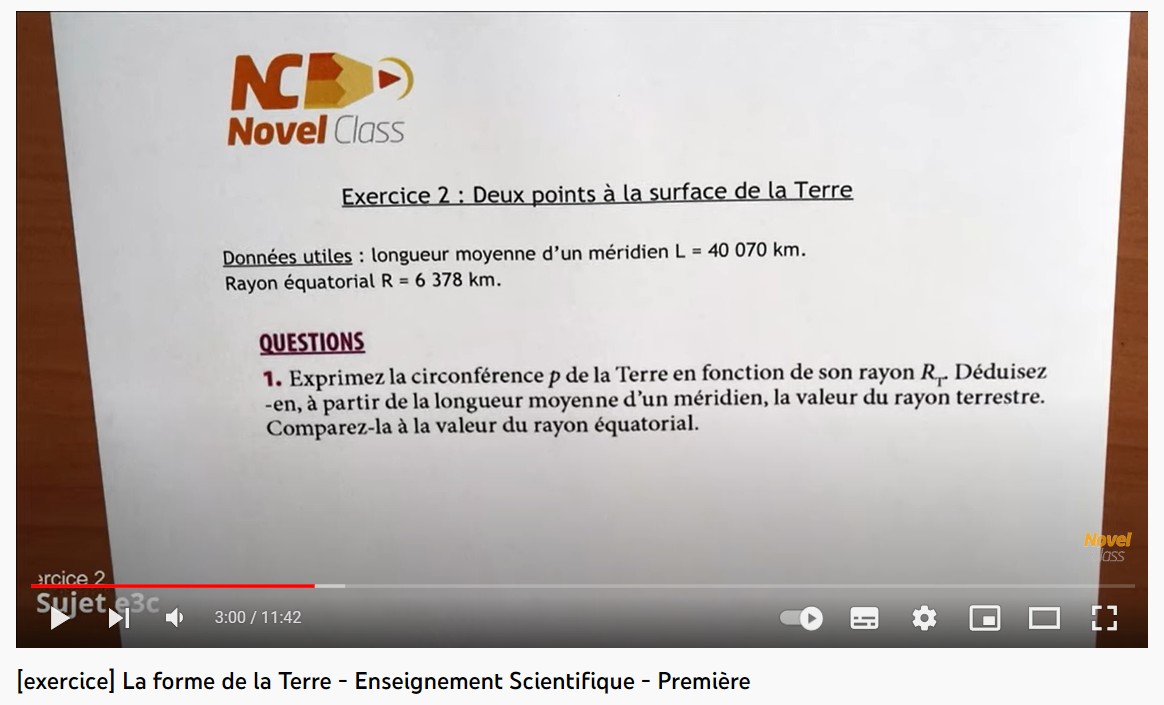 NC
Novel Class
Exercice 2 : Deux points à la surface de la Terre
Données utiles : longueur moyenne d'un méridien L = 40 070 km.
Rayon équatorial R = 6 378 km.
QUESTIONS
1. Exprimez la circonférence p de la Terre en fonction de son rayon R_T. Déduisez
-en, à partir de la longueur moyenne d'un méridien, la valeur du rayon terrestre.
Comparez-la à la valeur du rayon équatorial.
Novel
lass
ercice 2
Sujet e3c
3:00 / 11:42
[exercice] La forme de la Terre - Enseignement Scientifique - Première